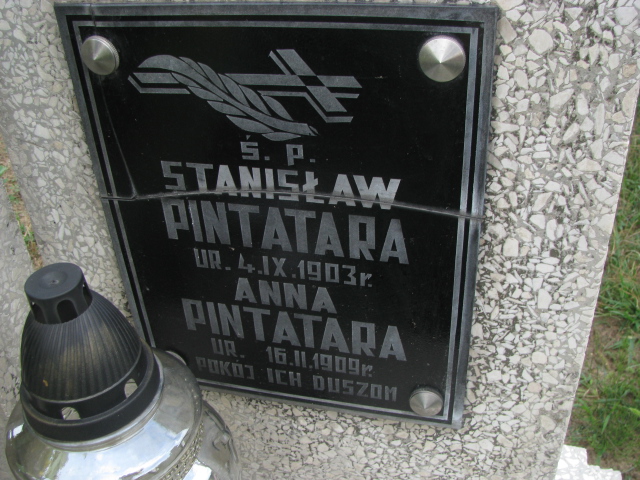 Ś. P.
STANISŁAW
PINTATARA
UR. 4.IX.1903r.
ANNA
PINTATARA
UR. 16.II.1909r.
POKÓJ ICH DUSZOM